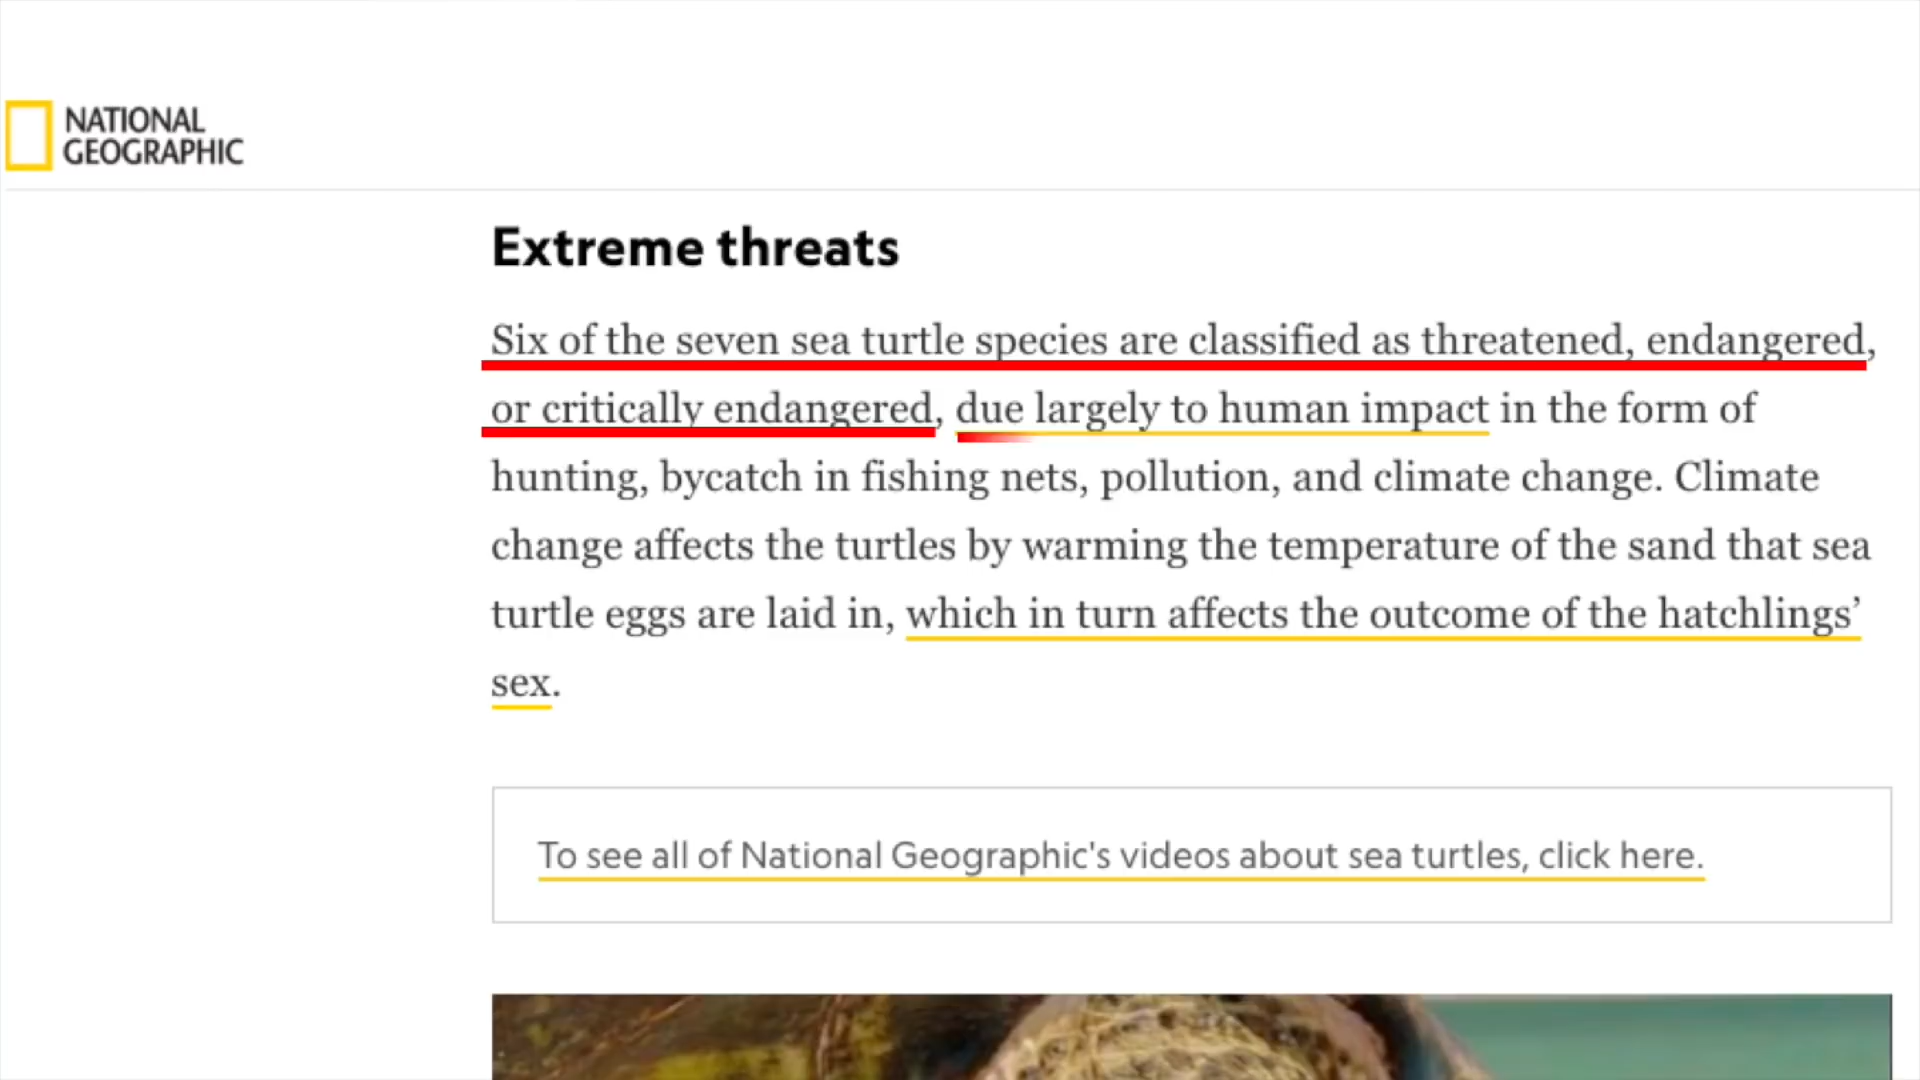 NATIONAL
GEOGRAPHIC
Extreme threats
Six of the seven sea turtle species are classified as threatened, endangered,
or critically endangered, due largely to human impact in the form of
hunting, bycatch in fishing nets, pollution, and climate change. Climate
change affects the turtles by warming the temperature of the sand that sea
turtle eggs are laid in, which in turn affects the outcome of the hatchlings’
sex.
To see all of National Geographic's videos about sea turtles, click here.